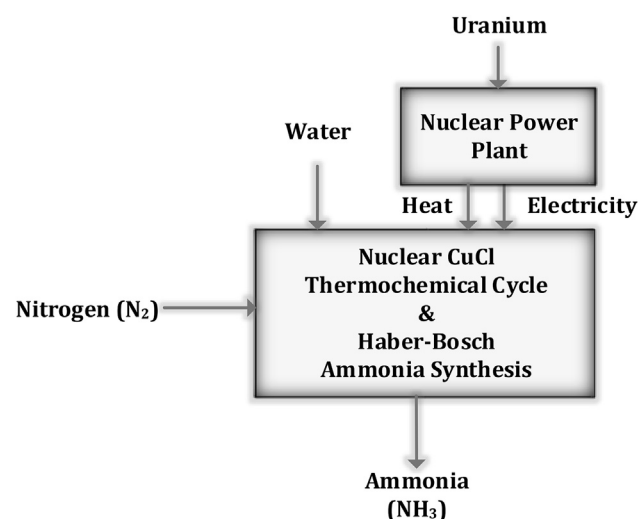 Uranium
Nuclear Power
Plant
Water
Heat
Electricity
Nuclear CuCl
Thermochemical Cycle
&
Haber-Bosch
Ammonia Synthesis
Nitrogen (N₂)
Ammonia
(NH₃)